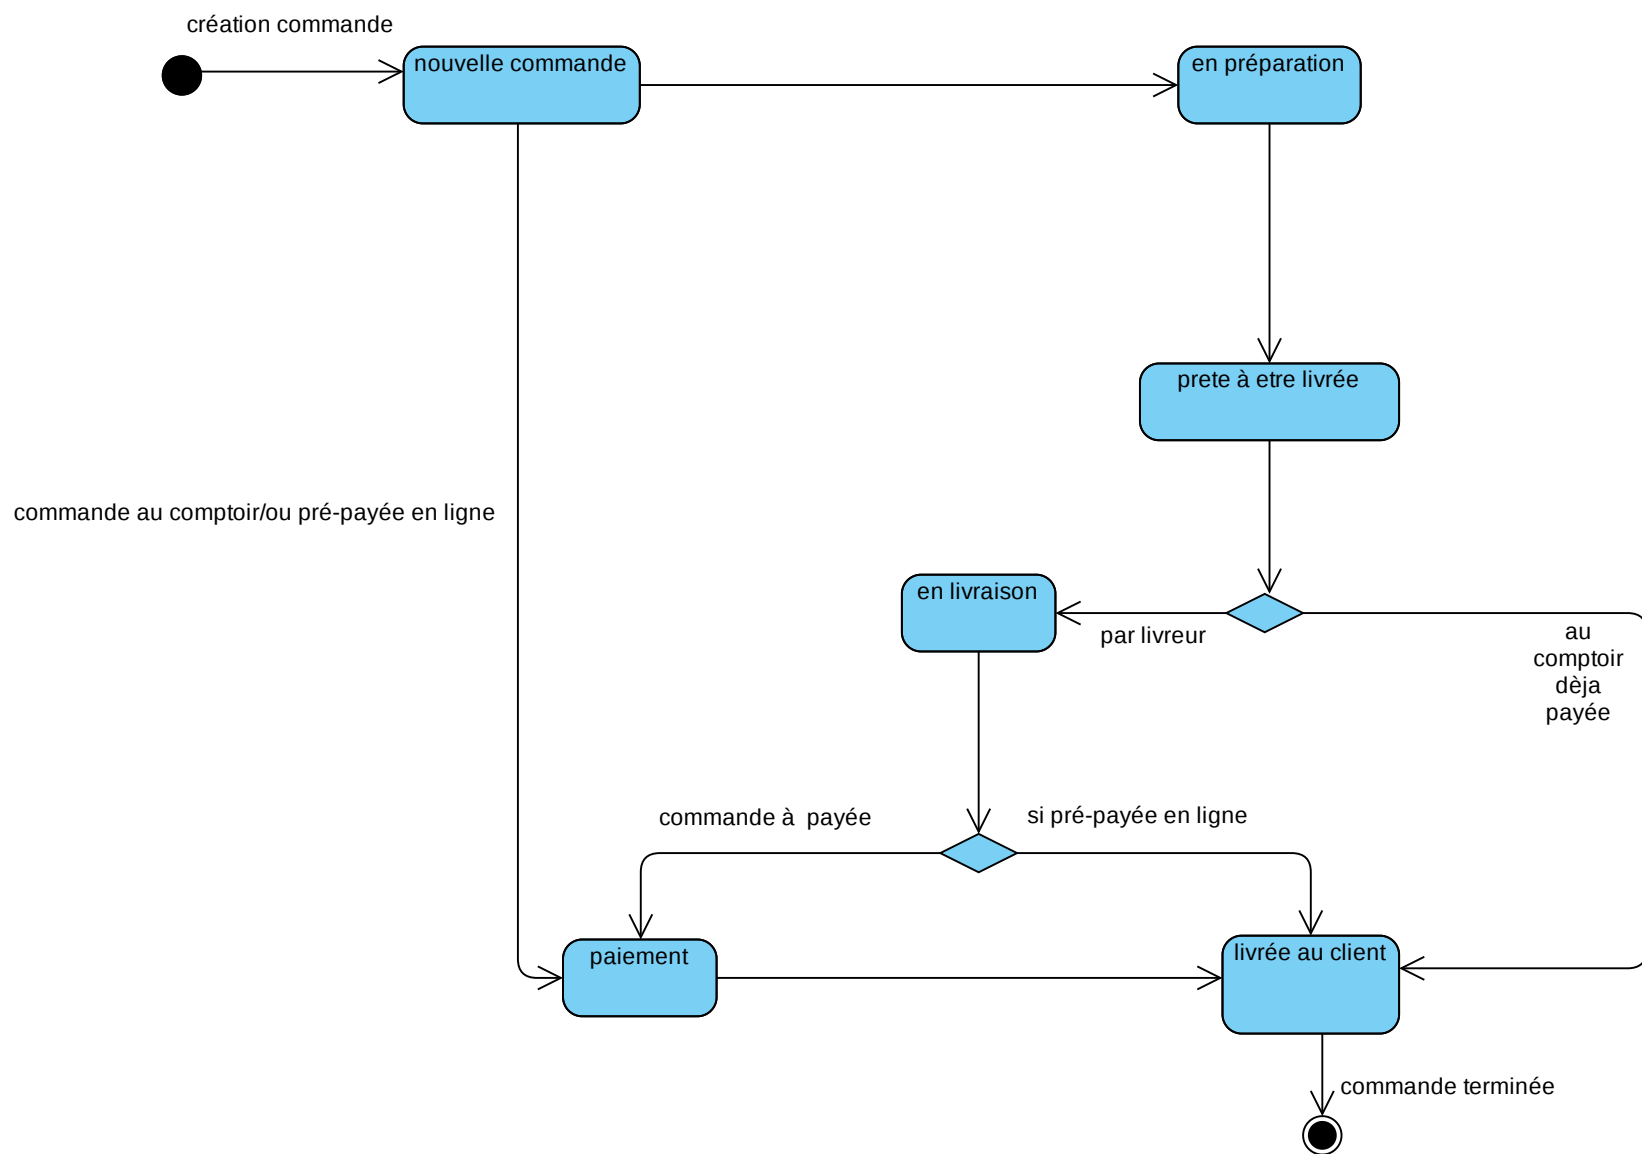 création commande
nouvelle commande
en préparation
prete à etre livrée
commande au comptoir/ou pré-payée en ligne
en livraison
par livreur
au
comptoir
dèja
payée
commande à  payée
si pré-payée en ligne
paiement
livrée au client
commande terminée